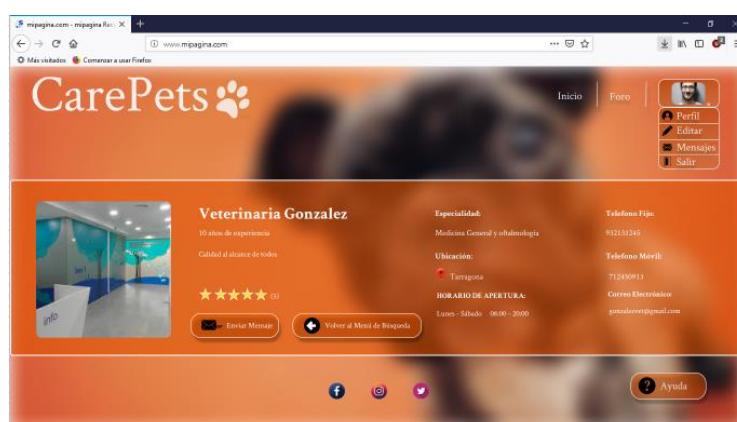 mipagina.com - mipagina Rec
www.mipagina.com
Más visitados
Comenzar a usar Firefox
CarePets
Inicio
Foro
Perfil
Editar
Mensajes
Salir
Veterinaria Gonzalez
10 años de experiencia
Calidad al alcance de todos
Enviar Mensaje
Volver al Menú de Búsqueda
Especialidad:
Medicina General y oftalmología
Ubicación:
Tarragona
HORARIO DE APERTURA:
Lunes - Sábado 06:00 - 20:00
Telefono Fijo:
932131245
Telefono Móvil:
712450913
Correo Electrónico:
gonzalezvet@gmail.com
info
Ayuda